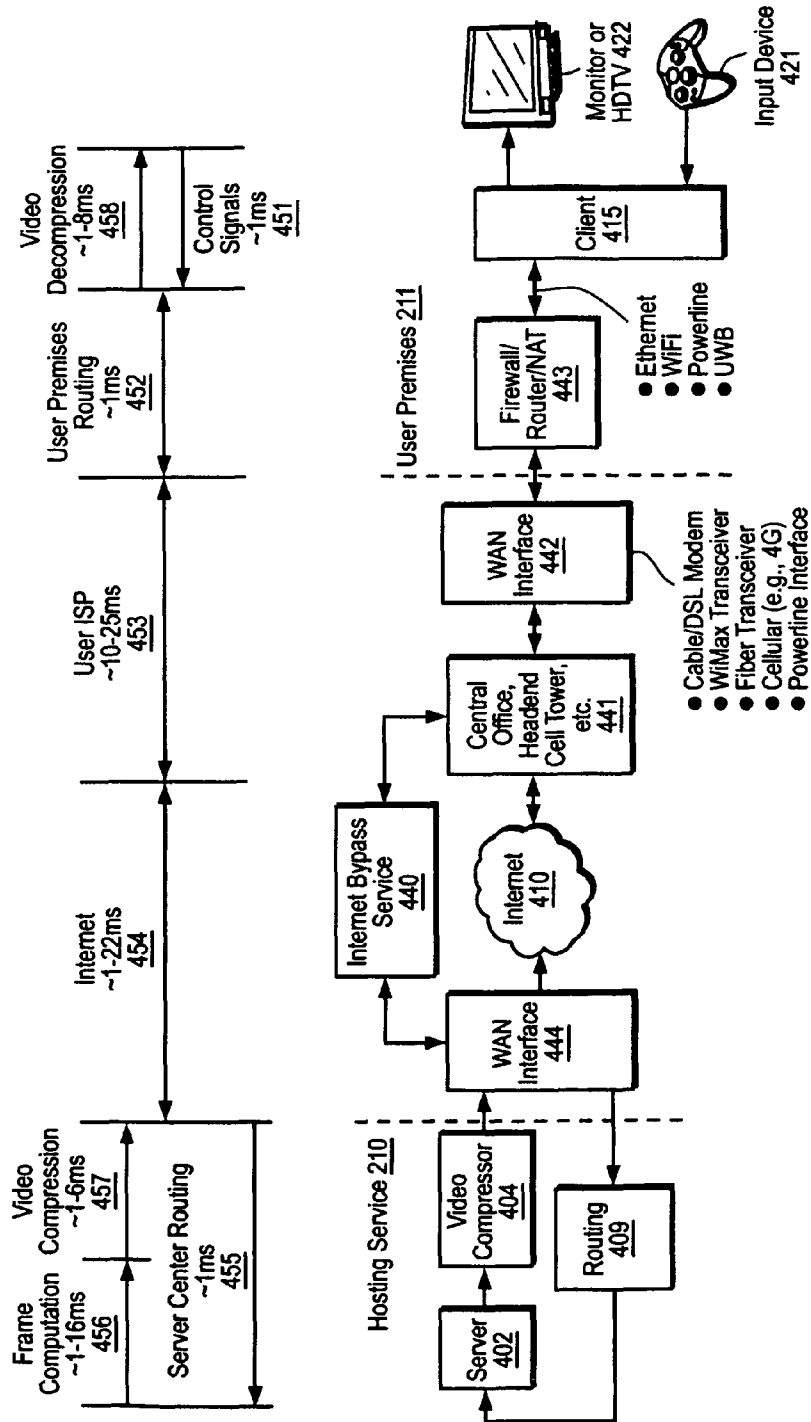 Frame
Computation
~1-16ms
456
Video
Compression
~1-6ms
457
Server Center Routing
~1ms
455
Internet
~1-22ms
454
User ISP
~10-25ms
453
User Premises
Routing
~1ms
452
Video
Decompression
~1-8ms
458
Control
Signals
~1ms
451
Hosting Service 210
Server
402
Video
Compressor
404
Routing
409
WAN
Interface
444
Internet Bypass
Service
440
Internet
410
Central
Office,
Headend
Cell Tower,
etc.
441
WAN
Interface
442
● Cable/DSL Modem
● WiMax Transceiver
● Fiber Transceiver
● Cellular (e.g., 4G)
● Powerline Interface
User Premises 211
Firewall/
Router/NAT
443
● Ethernet
● WiFi
● Powerline
● UWB
Client
415
Monitor or
HDTV 422
Input Device
421